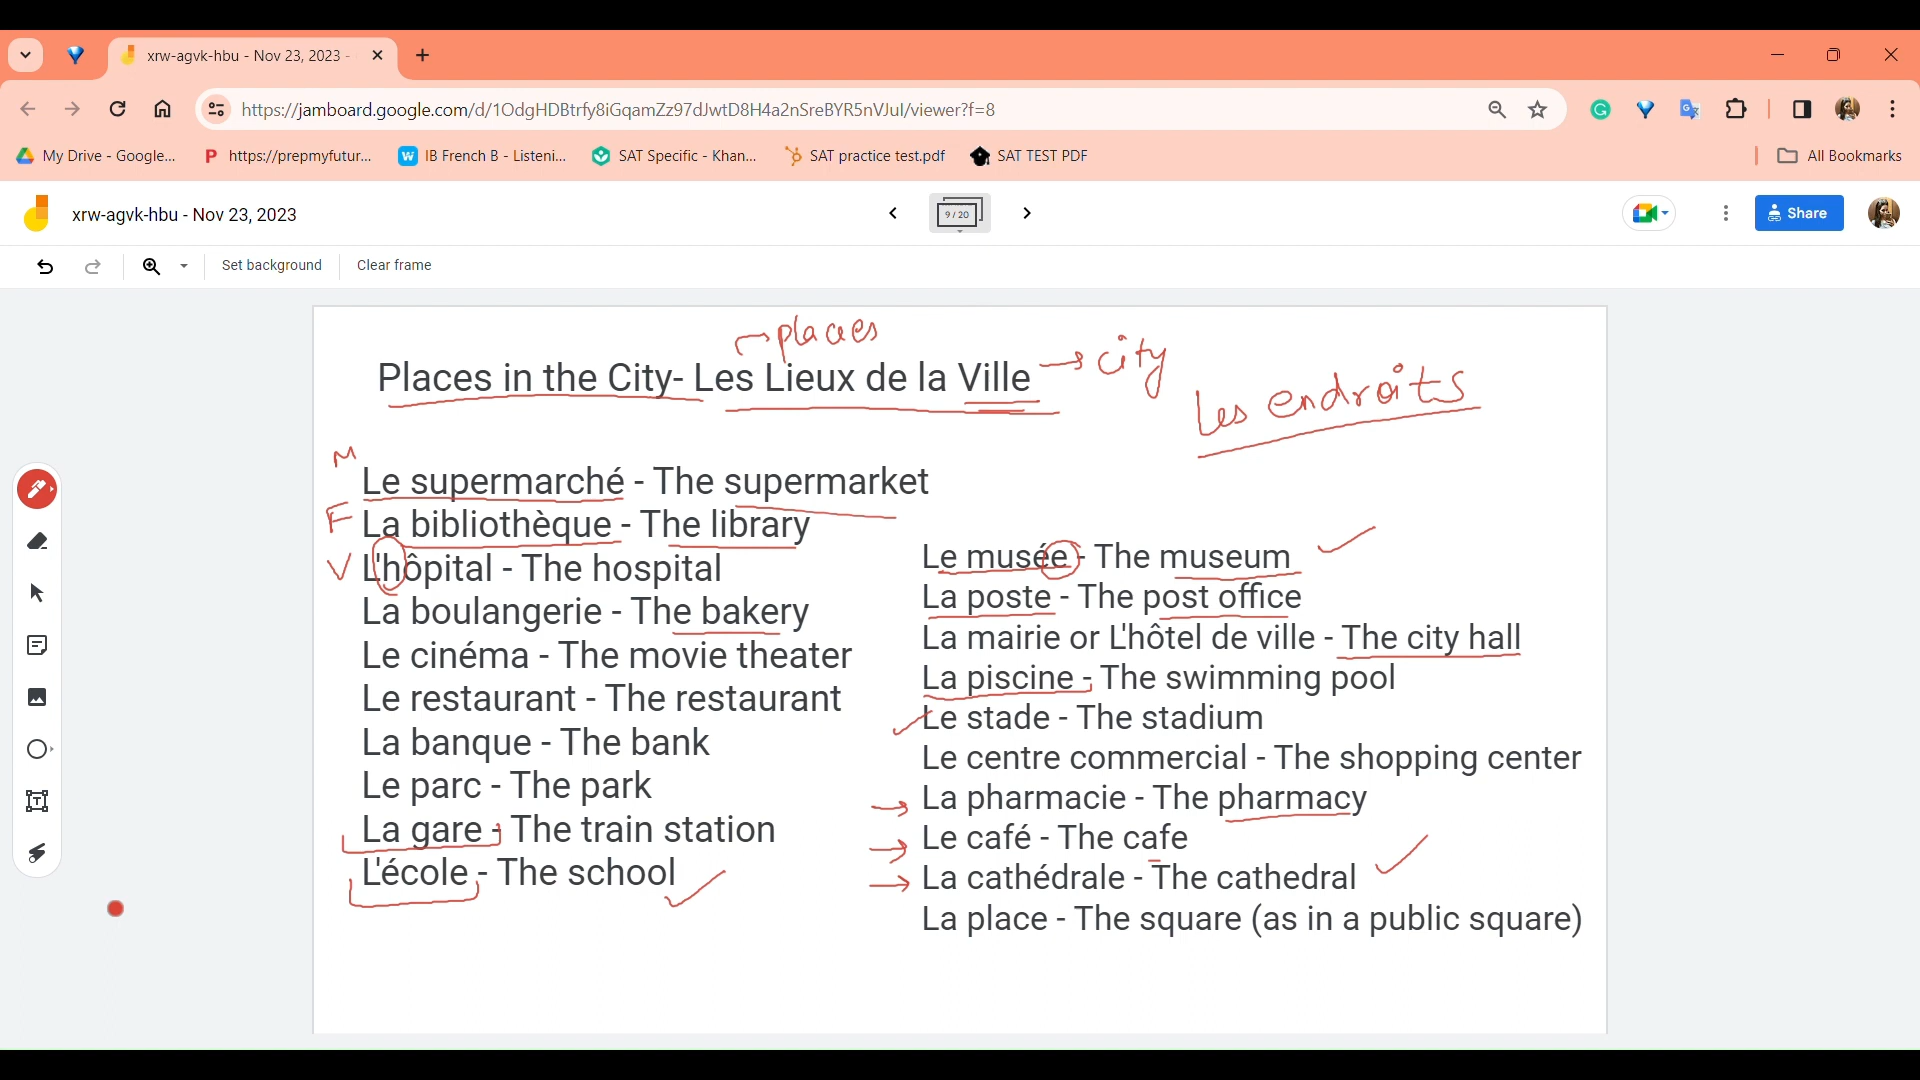 xrw-agvk-hbu - Nov 23, 2023 -
https://jamboard.google.com/d/1OdgHDBtrfy8iGqamZz97dJwtD8H4a2nSreBYR5nVJuI/viewer?f=8
My Drive - Google... https://prepmyfutur... IB French B - Listeni... SAT Specific - Khan... SAT practice test.pdf SAT TEST PDF All Bookmarks
xrw-agvk-hbu - Nov 23, 2023 9 / 20 Share
Set background Clear frame
places
Places in the City- Les Lieux de la Ville city
Les endroits
M
Le supermarché - The supermarket
F La bibliothèque - The library
V L'hôpital - The hospital
La boulangerie - The bakery
Le cinéma - The movie theater
Le restaurant - The restaurant
La banque - The bank
Le parc - The park
La gare - The train station
L'école - The school
Le musée - The museum
La poste - The post office
La mairie or L'hôtel de ville - The city hall
La piscine - The swimming pool
Le stade - The stadium
Le centre commercial - The shopping center
La pharmacie - The pharmacy
Le café - The cafe
La cathédrale - The cathedral
La place - The square (as in a public square)